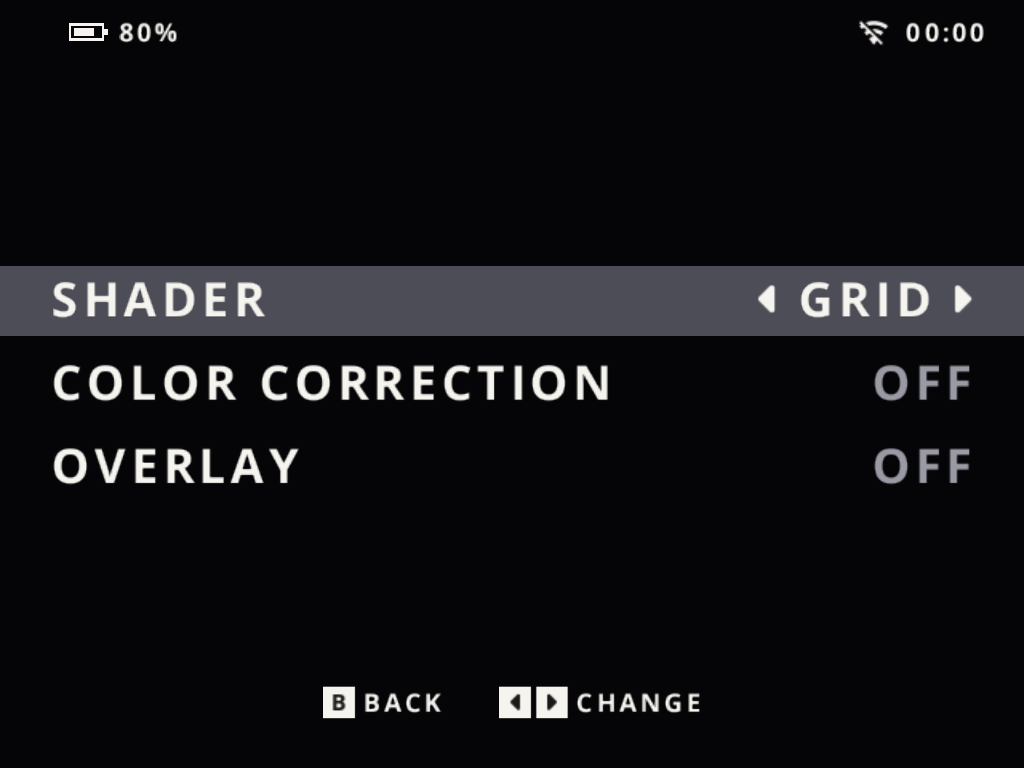 80% 00:00
SHADER GRID
COLOR CORRECTION OFF
OVERLAY OFF
B BACK CHANGE